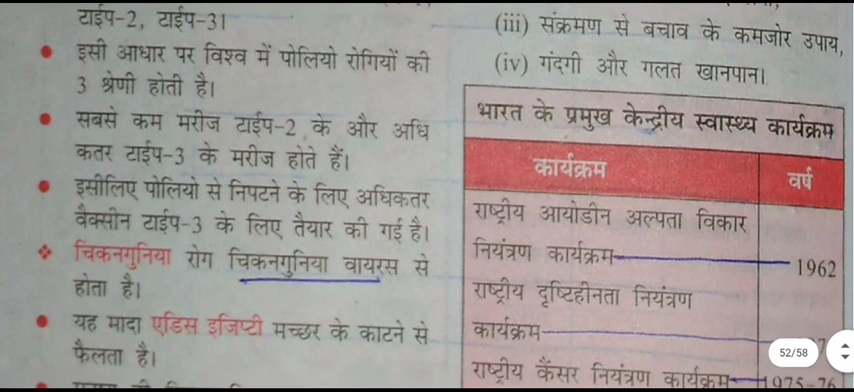 टाईप-2, टाईप-3।
इसी आधार पर विश्व में पोलियो रोगियों की
3 श्रेणी होती है।
सबसे कम मरीज टाईप-2 के और अधि
कतर टाईप-3 के मरीज होते हैं।
इसीलिए पोलियो से निपटने के लिए अधिकतर
वैक्सीन टाईप-3 के लिए तैयार की गई है।
चिकनगुनिया रोग चिकनगुनिया वायरस से
होता है।
यह मादा एडिस इजिप्टी मच्छर के काटने से
फैलता है।
(iii) संक्रमण से बचाव के कमजोर उपाय,
(iv) गंदगी और गलत खानपान।
भारत के प्रमुख केन्द्रीय स्वास्थ्य कार्यक्रम
कार्यक्रम वर्ष
राष्ट्रीय आयोडीन अल्पता विकार
नियंत्रण कार्यक्रम 1962
राष्ट्रीय दृष्टिहीनता नियंत्रण
कार्यक्रम
राष्ट्रीय कैंसर नियंत्रण कार्यक्रम 1975-76
52/58